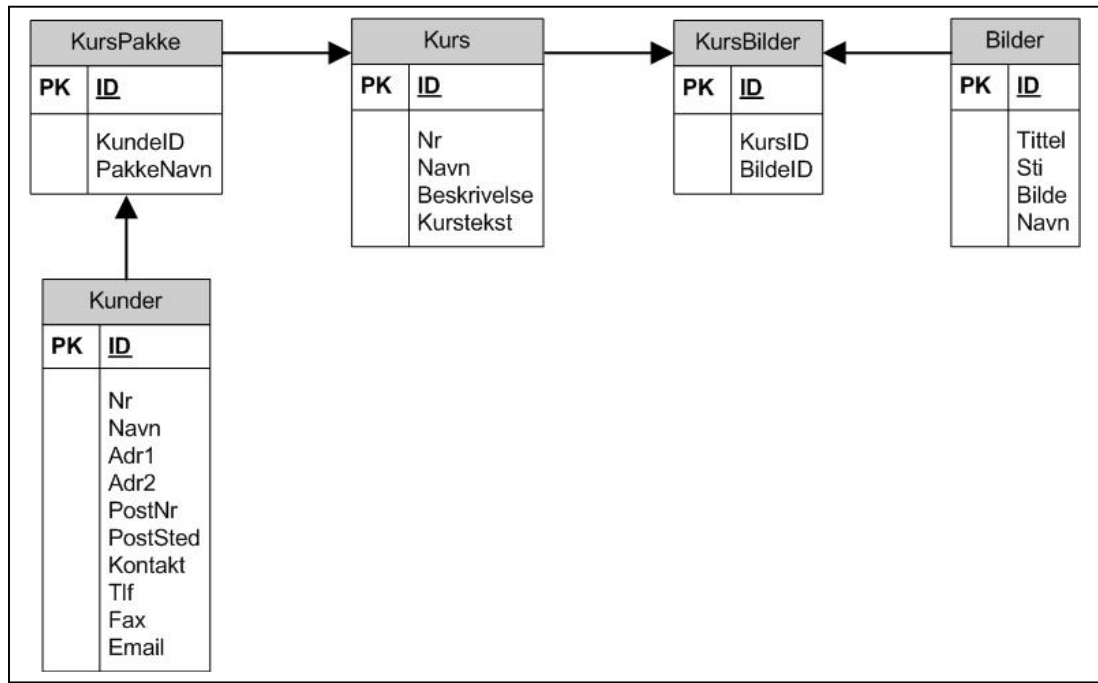 KursPakke
PK ID
KundeID
PakkeNavn
Kurs
PK ID
Nr
Navn
Beskrivelse
Kurstekst
KursBilder
PK ID
KursID
BildeID
Bilder
PK ID
Tittel
Sti
Bilde
Navn
Kunder
PK ID
Nr
Navn
Adr1
Adr2
PostNr
PostSted
Kontakt
Tlf
Fax
Email